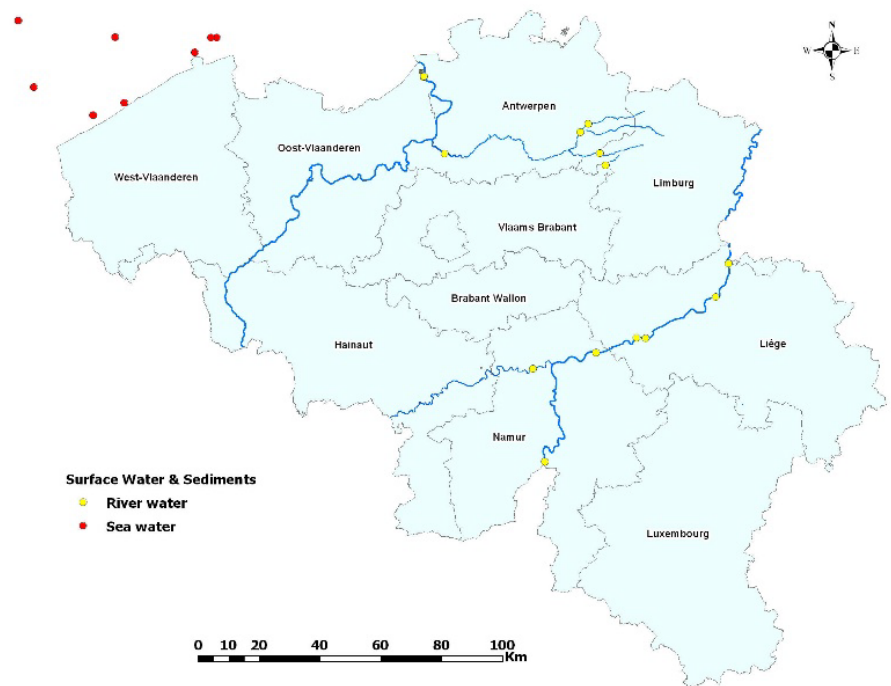 N
W E
S
Antwerpen
Oost-Vlaanderen
West-Vlaanderen
Limburg
Vlaams Brabant
Brabant Wallon
Hainaut
Liége
Namur
Surface Water & Sediments
River water
Sea water
Luxembourg
0 5 10 20 40 60 80 100
Km